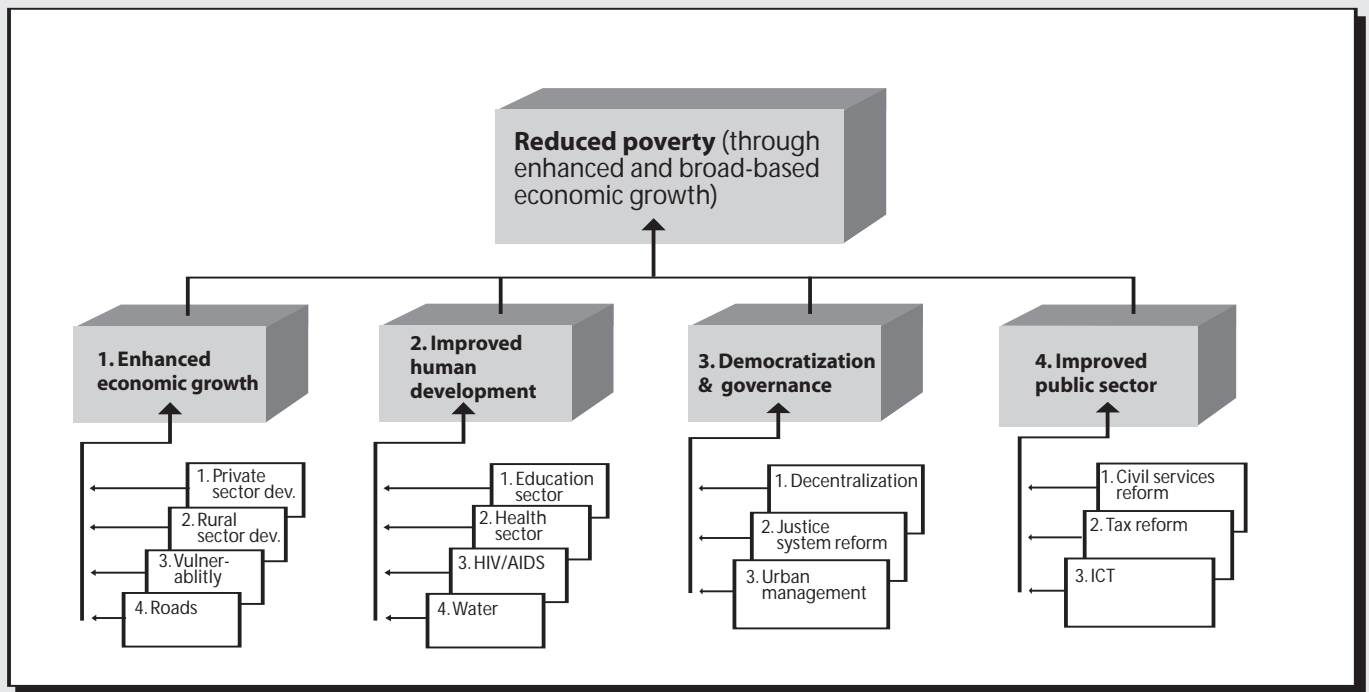 Reduced poverty (through
enhanced and broad-based
economic growth)
1. Enhanced
economic growth
2. Improved
human
development
3. Democratization
& governance
4. Improved
public sector
1. Private
sector dev.
2. Rural
sector dev.
3. Vulner-
ablitly
4. Roads
1. Education
sector
2. Health
sector
3. HIV/AIDS
4. Water
1. Decentralization
2. Justice
system reform
3. Urban
management
1. Civil services
reform
2. Tax reform
3. ICT